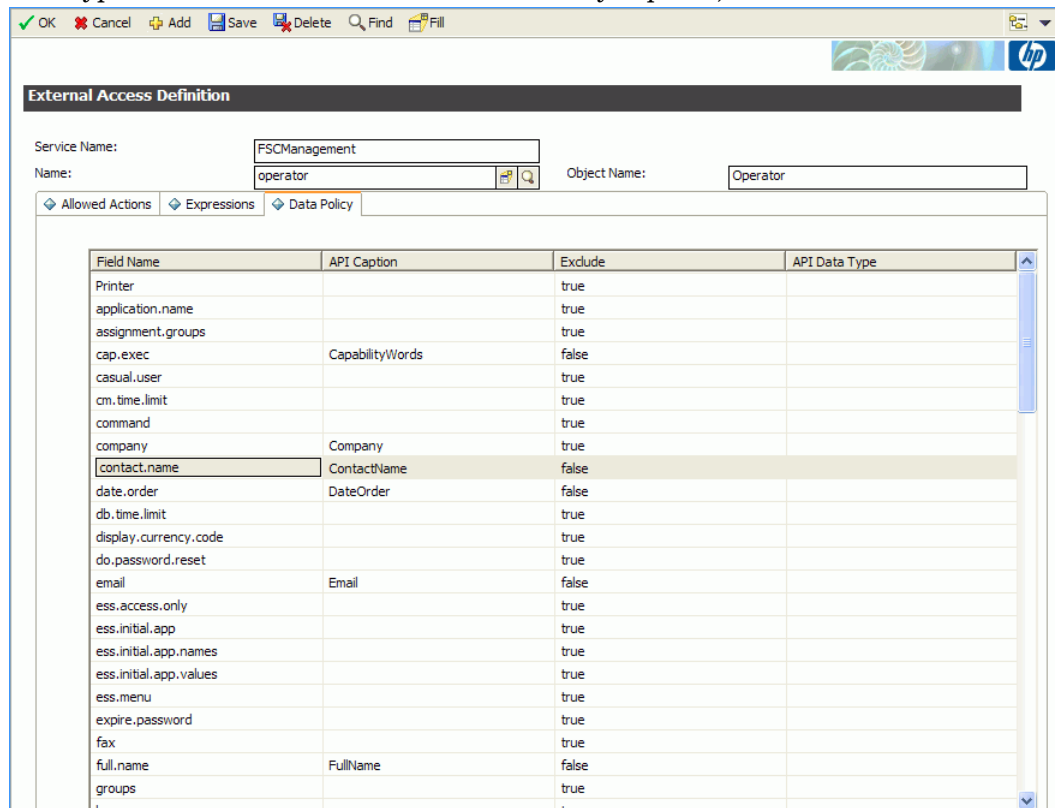 OK Cancel Add Save Delete Find Fill
hp
External Access Definition
Service Name: FSCManagement
Name: operator Object Name: Operator
Allowed Actions Expressions Data Policy
Field Name API Caption Exclude API Data Type
Printer true
application.name true
assignment.groups true
cap.exec CapabilityWords false
casual.user true
cm.time.limit true
command true
company Company true
contact.name ContactName false
date.order DateOrder false
db.time.limit true
display.currency.code true
do.password.reset true
email Email false
ess.access.only true
ess.initial.app true
ess.initial.app.names true
ess.initial.app.values true
ess.menu true
expire.password true
fax true
full.name FullName false
groups true